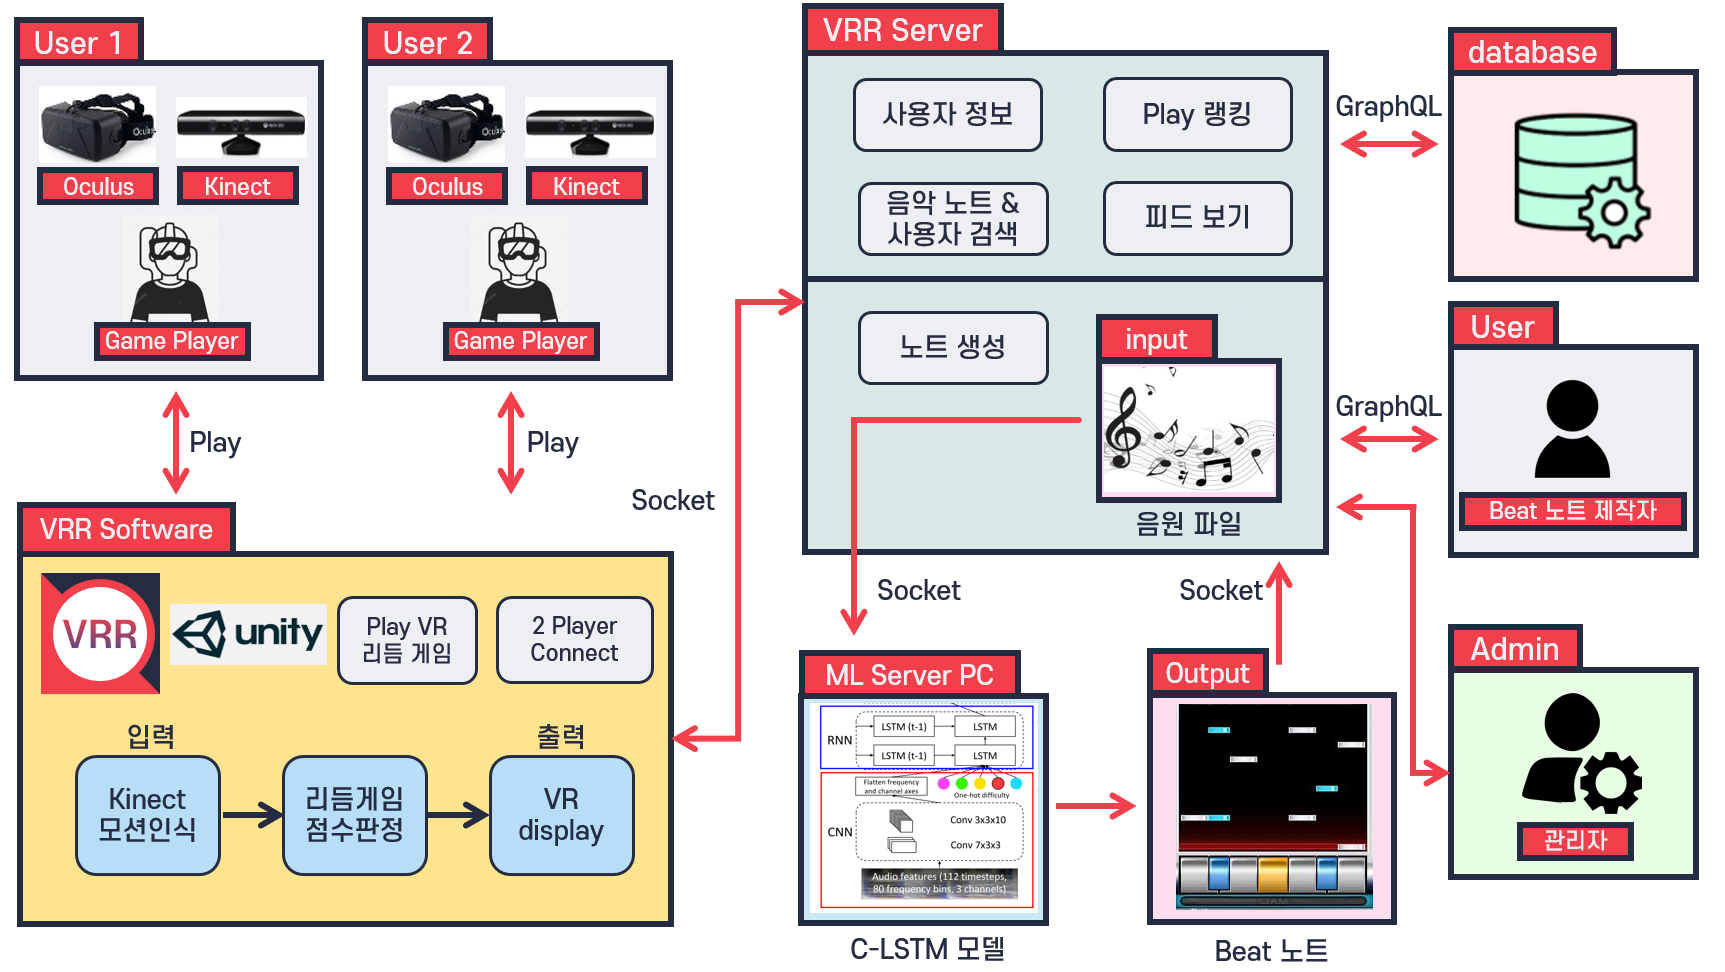 User 1
Oculus
Kinect
Game Player
User 2
Oculus
Kinect
Game Player
Play
Play
VRR Software
VRR
unity
Play VR
리듬 게임
2 Player
Connect
입력
출력
Kinect
모션인식
리듬게임
점수판정
VR
display
Socket
VRR Server
사용자 정보
Play 랭킹
음악 노트 &
사용자 검색
피드 보기
노트 생성
input
음원 파일
GraphQL
database
GraphQL
User
Beat 노트 제작자
Admin
관리자
Socket
Socket
ML Server PC
RNN
LSTM (t-1)
LSTM
LSTM (t-1)
LSTM
Flatten frequency
and channel axes
One-hot difficulty
CNN
Conv 3x3x10
Conv 7x3x3
Audio features (112 timesteps,
80 frequency bins, 3 channels)
C-LSTM 모델
Output
Beat 노트